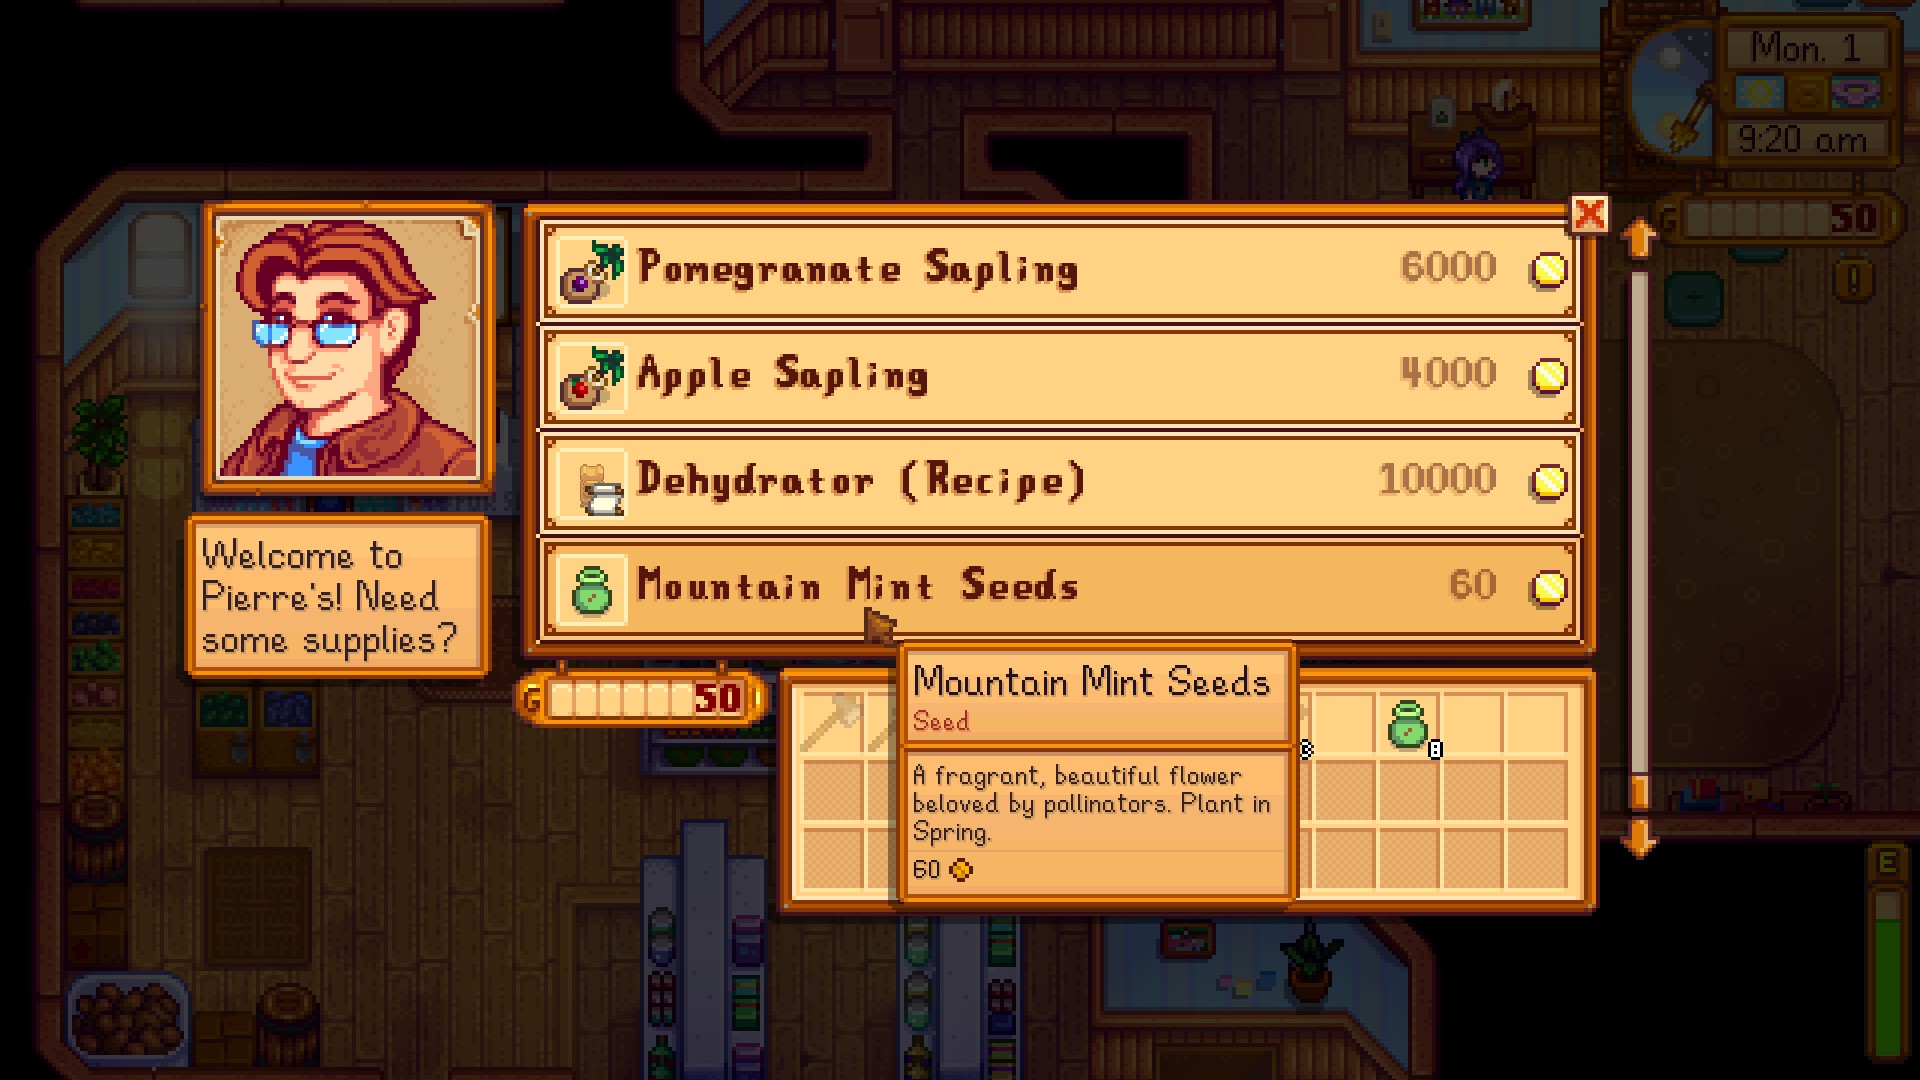 Mon. 1
9:20 am
50
Pomegranate Sapling 6000
Apple Sapling 4000
Dehydrator (Recipe) 10000
Mountain Mint Seeds 60
Welcome to
Pierre's! Need
some supplies?
G 50
Mountain Mint Seeds
Seed
A fragrant, beautiful flower
beloved by pollinators. Plant in
Spring.
60
8
E